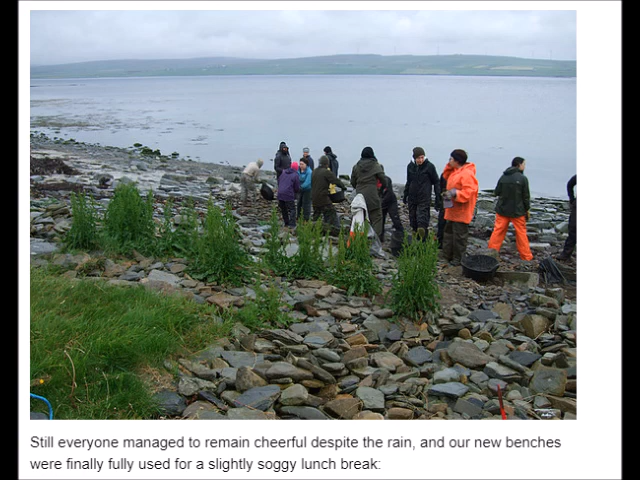 Still everyone managed to remain cheerful despite the rain, and our new benches
were finally fully used for a slightly soggy lunch break: